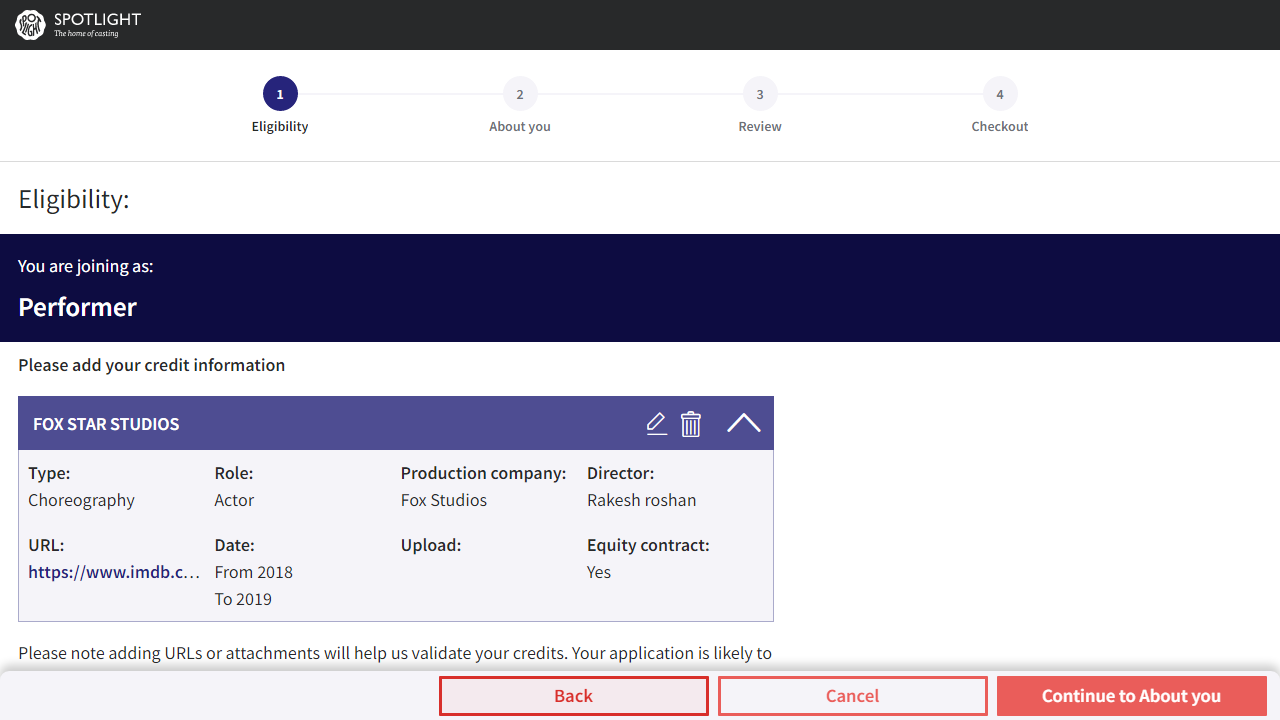 SPOTLIGHT
The home of casting
1
2
3
4
Eligibility
About you
Review
Checkout
Eligibility:
You are joining as:
Performer
Please add your credit information
FOX STAR STUDIOS
Type:
Role:
Production company:
Director:
Choreography
Actor
Fox Studios
Rakesh roshan
URL:
Date:
Upload:
Equity contract:
https://www.imdb.c...
From 2018
Yes
To 2019
Please note adding URLs or attachments will help us validate your credits. Your application is likely to
Back
Cancel
Continue to About you